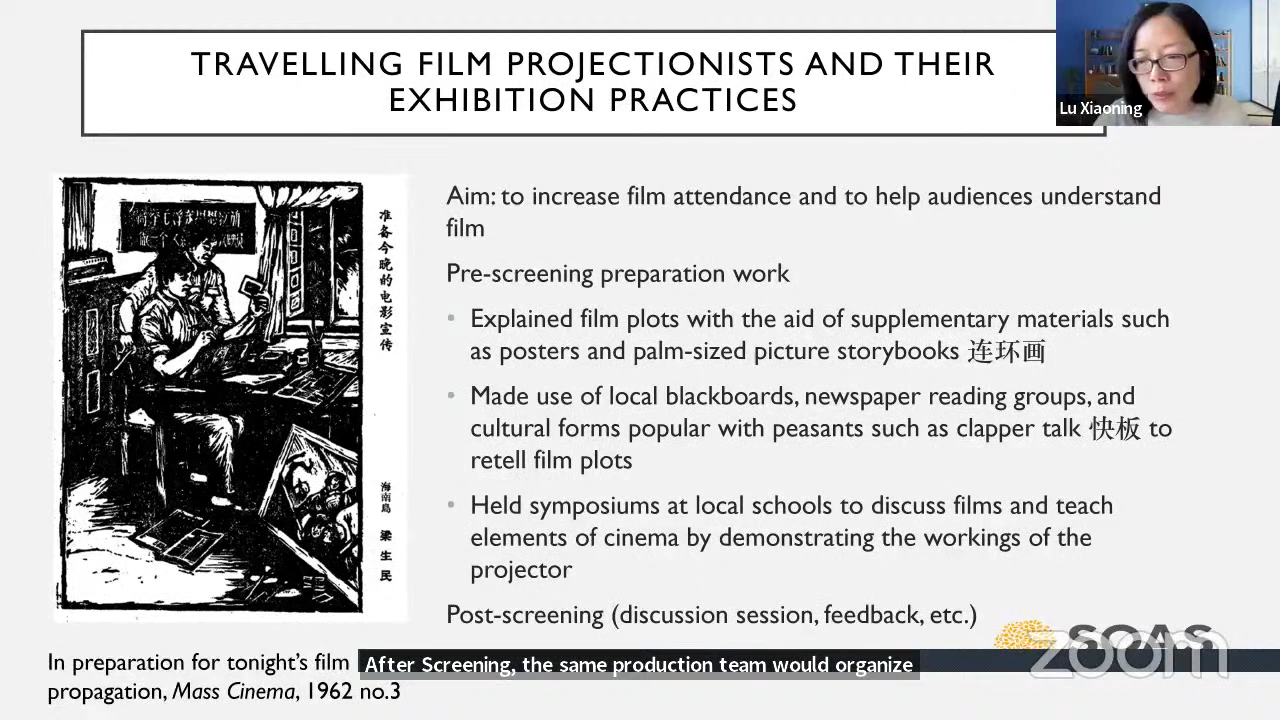 TRAVELLING FILM PROJECTIONISTS AND THEIR
EXHIBITION PRACTICES
Lu Xiaoning
准备今晚的电影宣传
海南岛 梁生民
Aim: to increase film attendance and to help audiences understand
film
Pre-screening preparation work
• Explained film plots with the aid of supplementary materials such
as posters and palm-sized picture storybooks 连环画
• Made use of local blackboards, newspaper reading groups, and
cultural forms popular with peasants such as clapper talk 快板 to
retell film plots
• Held symposiums at local schools to discuss films and teach
elements of cinema by demonstrating the workings of the
projector
Post-screening (discussion session, feedback, etc.)
SOAS
zoom
In preparation for tonight's film
propagation, Mass Cinema, 1962 no.3
After Screening, the same production team would organize